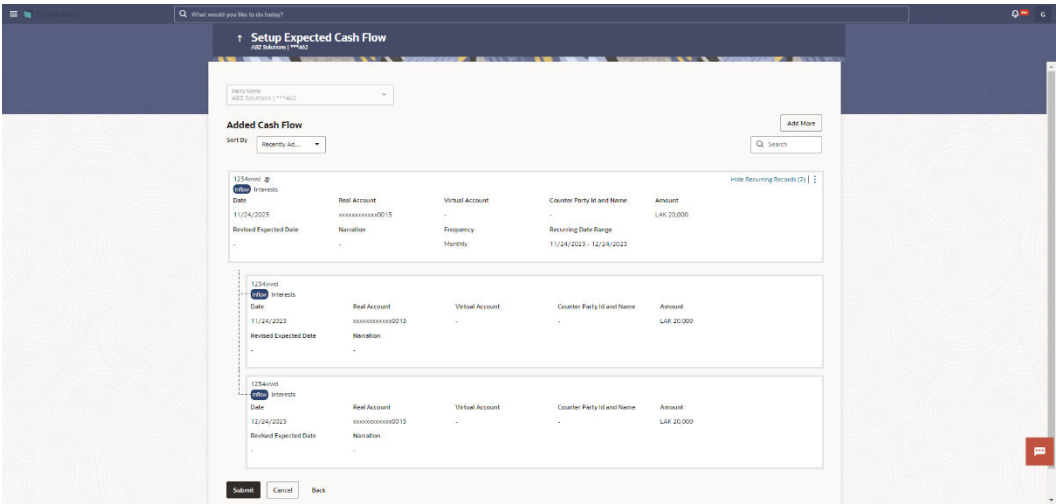 What would you like to do today?
G
Setup Expected Cash Flow
ABZ Solutions | ***462
Party Name
ABZ Solutions | ***462
Added Cash Flow
Add More
Sort By
Recently Ad...
Search
Hide Recurring Records (2)
Inflow Interests
Date Real Account Virtual Account Counter Party Id and Name Amount
11/24/2023 xxxxxxxxxxxx0013 - - LAK 20,000
Revised Expected Date Narration Frequency Recurring Date Range
- - Monthly 11/24/2023 - 12/24/2023
Inflow Interests
Date Real Account Virtual Account Counter Party Id and Name Amount
11/24/2023 xxxxxxxxxxxx0013 - - LAK 20,000
Revised Expected Date Narration
- -
Inflow Interests
Date Real Account Virtual Account Counter Party Id and Name Amount
12/24/2023 xxxxxxxxxxxx0013 - - LAK 20,000
Revised Expected Date Narration
- -
Submit Cancel Back